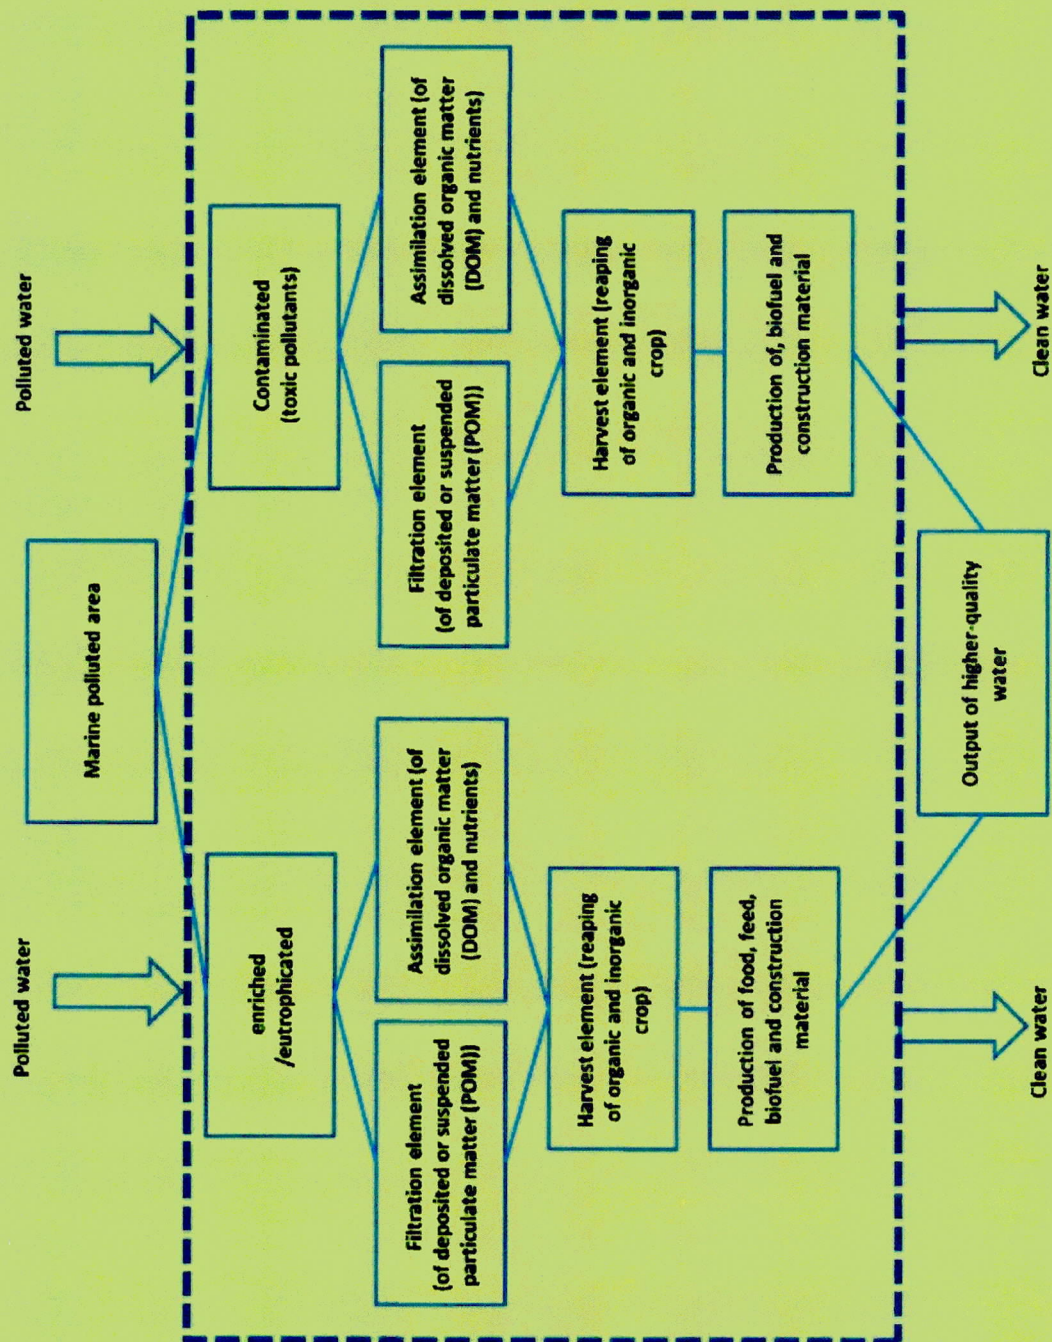 Polluted water
Polluted water
Marine polluted area
enriched
/eutrophicated
Contaminated
(toxic pollutants)
Filtration element
(of deposited or suspended
particulate matter (POM))
Assimilation element (of
dissolved organic matter
(DOM) and nutrients)
Filtration element
(of deposited or suspended
particulate matter (POM))
Assimilation element (of
dissolved organic matter
(DOM) and nutrients)
Harvest element (reaping
of organic and inorganic
crop)
Harvest element (reaping
of organic and inorganic
crop)
Production of food, feed,
biofuel and construction
material
Production of, biofuel and
construction material
Output of higher-quality
water
Clean water
Clean water